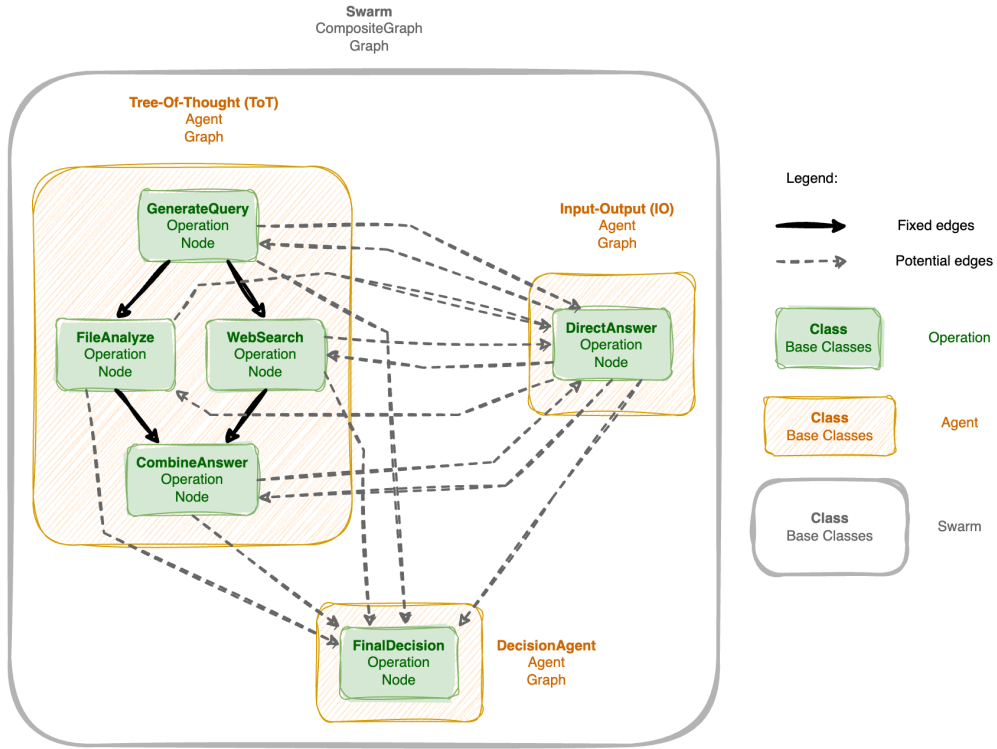 Swarm
CompositeGraph
Graph
Tree-Of-Thought (ToT)
Agent
Graph
GenerateQuery
Operation
Node
FileAnalyze
Operation
Node
WebSearch
Operation
Node
CombineAnswer
Operation
Node
Input-Output (IO)
Agent
Graph
DirectAnswer
Operation
Node
FinalDecision
Operation
Node
DecisionAgent
Agent
Graph
Legend:
Fixed edges
Potential edges
Class
Base Classes
Operation
Class
Base Classes
Agent
Class
Base Classes
Swarm